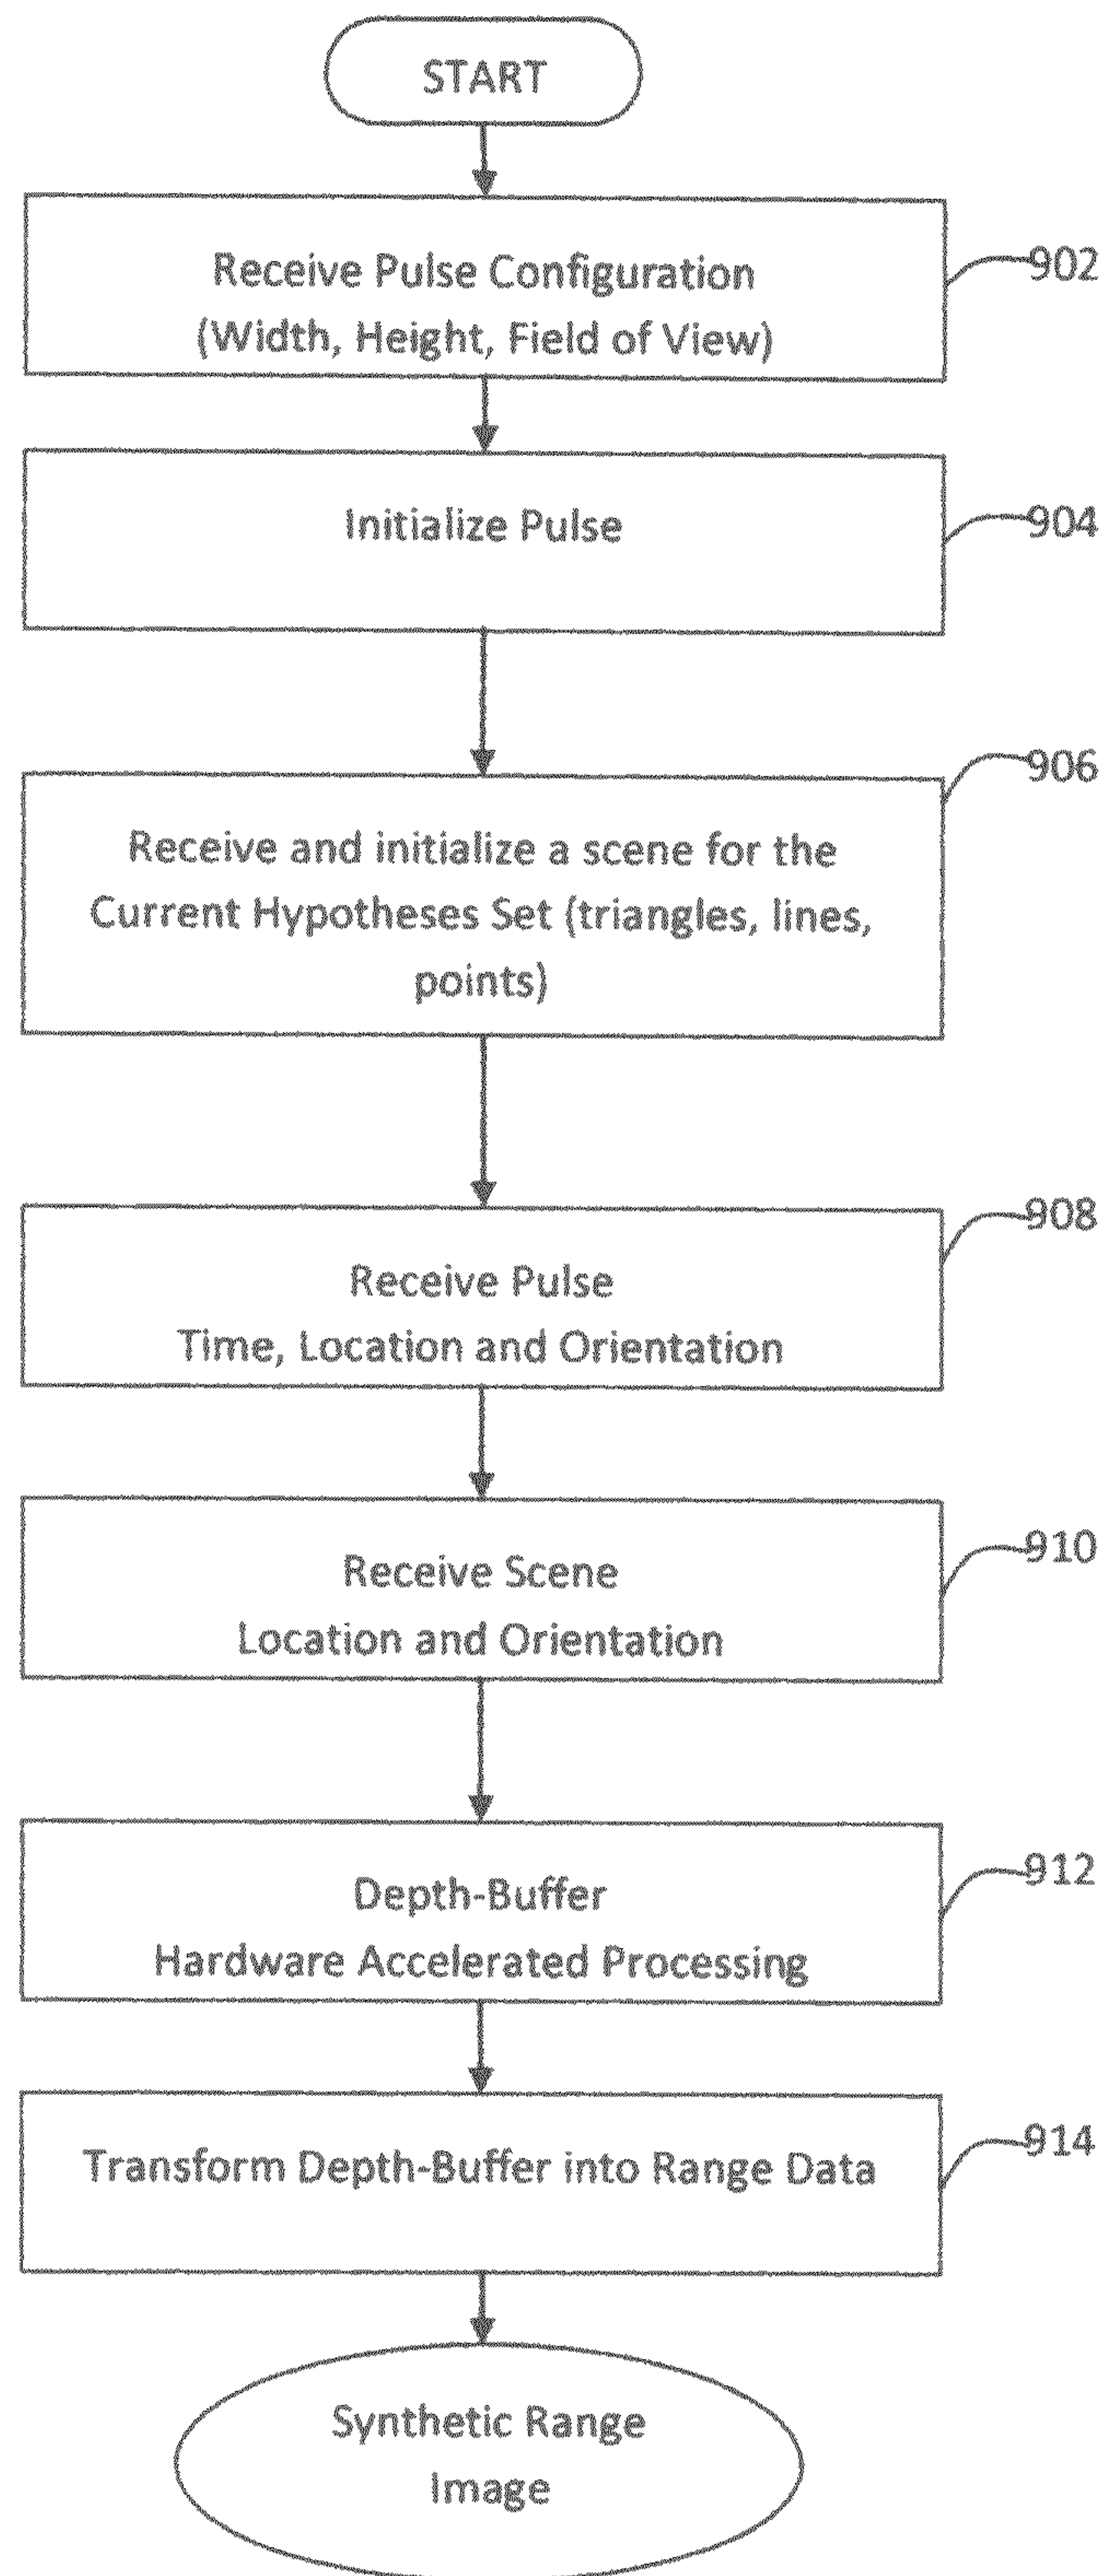 START
Receive Pulse Configuration
(Width, Height, Field of View)
902
Initialize Pulse
904
906
Receive and initialize a scene for the
Current Hypotheses Set (triangles, lines,
points)
908
Receive Pulse
Time, Location and Orientation
910
Receive Scene
Location and Orientation
912
Depth-Buffer
Hardware Accelerated Processing
914
Transform Depth-Buffer into Range Data
Synthetic Range
Image